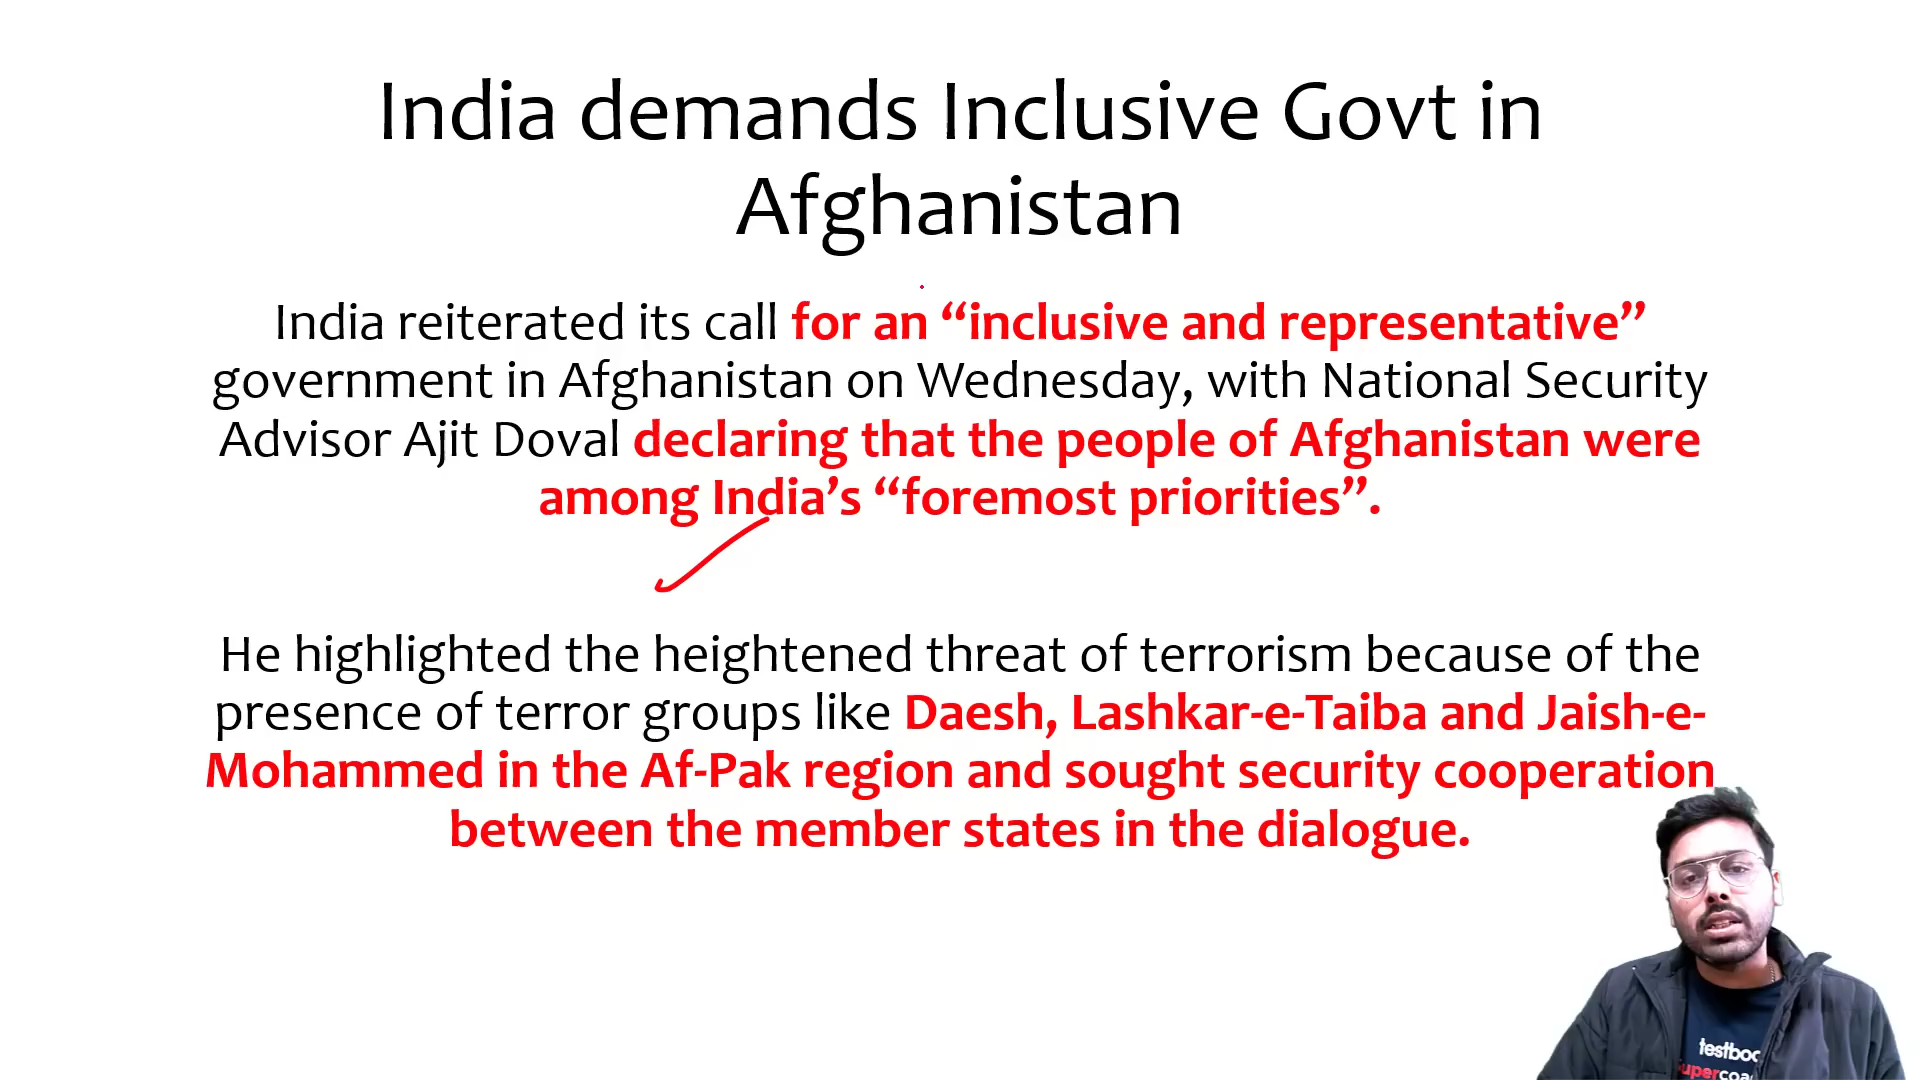 India demands Inclusive Govt in
Afghanistan
India reiterated its call for an “inclusive and representative”
government in Afghanistan on Wednesday, with National Security
Advisor Ajit Doval declaring that the people of Afghanistan were
among India’s “foremost priorities”.
He highlighted the heightened threat of terrorism because of the
presence of terror groups like Daesh, Lashkar-e-Taiba and Jaish-e-
Mohammed in the Af-Pak region and sought security cooperation
between the member states in the dialogue.